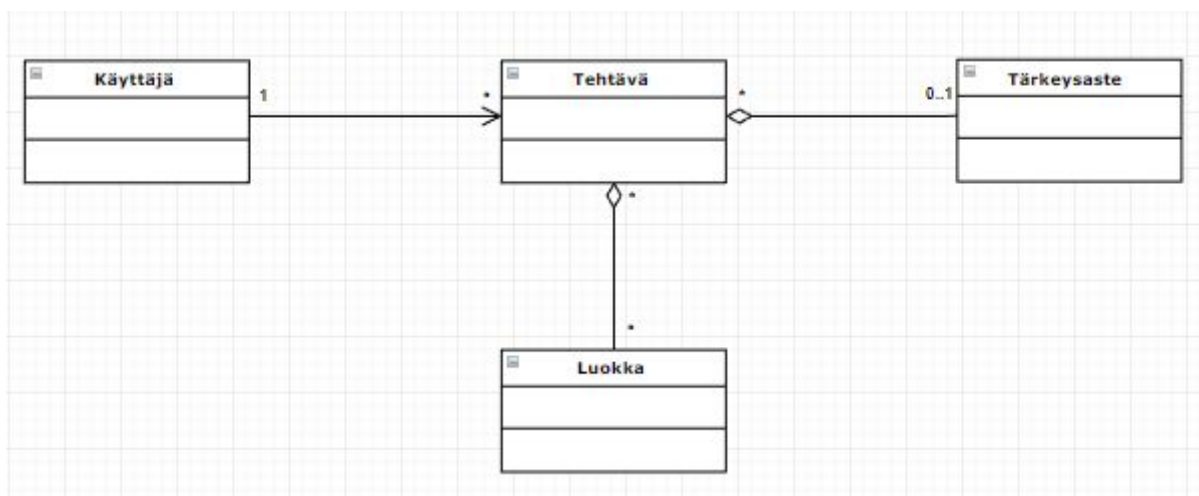 Käyttäjä
1
*
Tehtävä
*
0..1
Tärkeysaste
*
*
Luokka